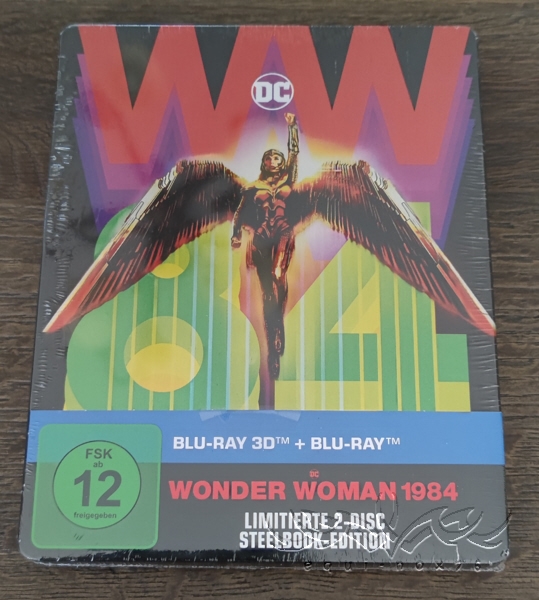 WW
DC
84
BLU-RAY 3D™ + BLU-RAY™
FSK
ab
12
freigegeben
DC
WONDER WOMAN 1984
LIMITIERTE 2-DISC
STEELBOOK-EDITION